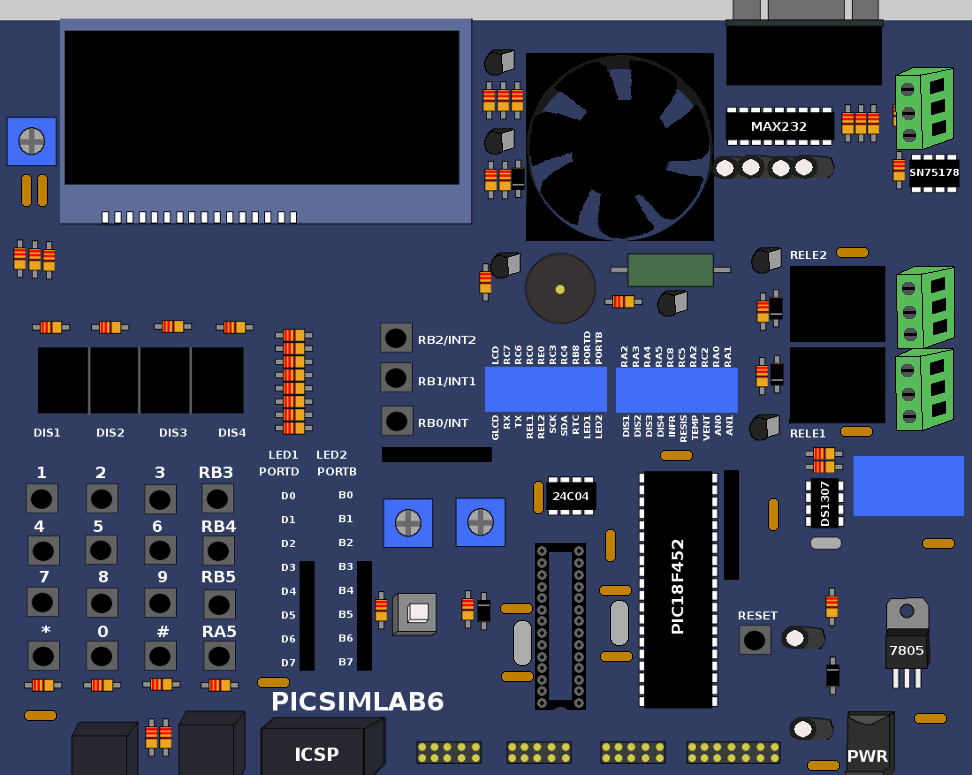 MAX232
SN75178
RELE2
LCD RC7 RC6 RC0 RE0 RC3 RC4 RB8 PORTD PORTB
RA2 RA3 RA4 RA5 RC8 RC5 RA2 RC2 RA0 RA1
RB2/INT2
RB1/INT1
RB0/INT
GLCD RX TX REL1 REL2 SCK SDA RTC LED1 LED2
DIS1 DIS2 DIS3 DIS4 INFR RESIS TEMP VENT AN0 AN1
DIS1 DIS2 DIS3 DIS4
RELE1
LED1 LED2
PORTD PORTB
1 2 3 RB3
4 5 6 RB4
7 8 9 RB5
* 0 # RA5
D0 B0
D1 B1
D2 B2
D3 B3
D4 B4
D5 B5
D6 B6
D7 B7
24C04
PIC18F452
DS1307
RESET
7805
PICSIMLAB6
ICSP
PWR